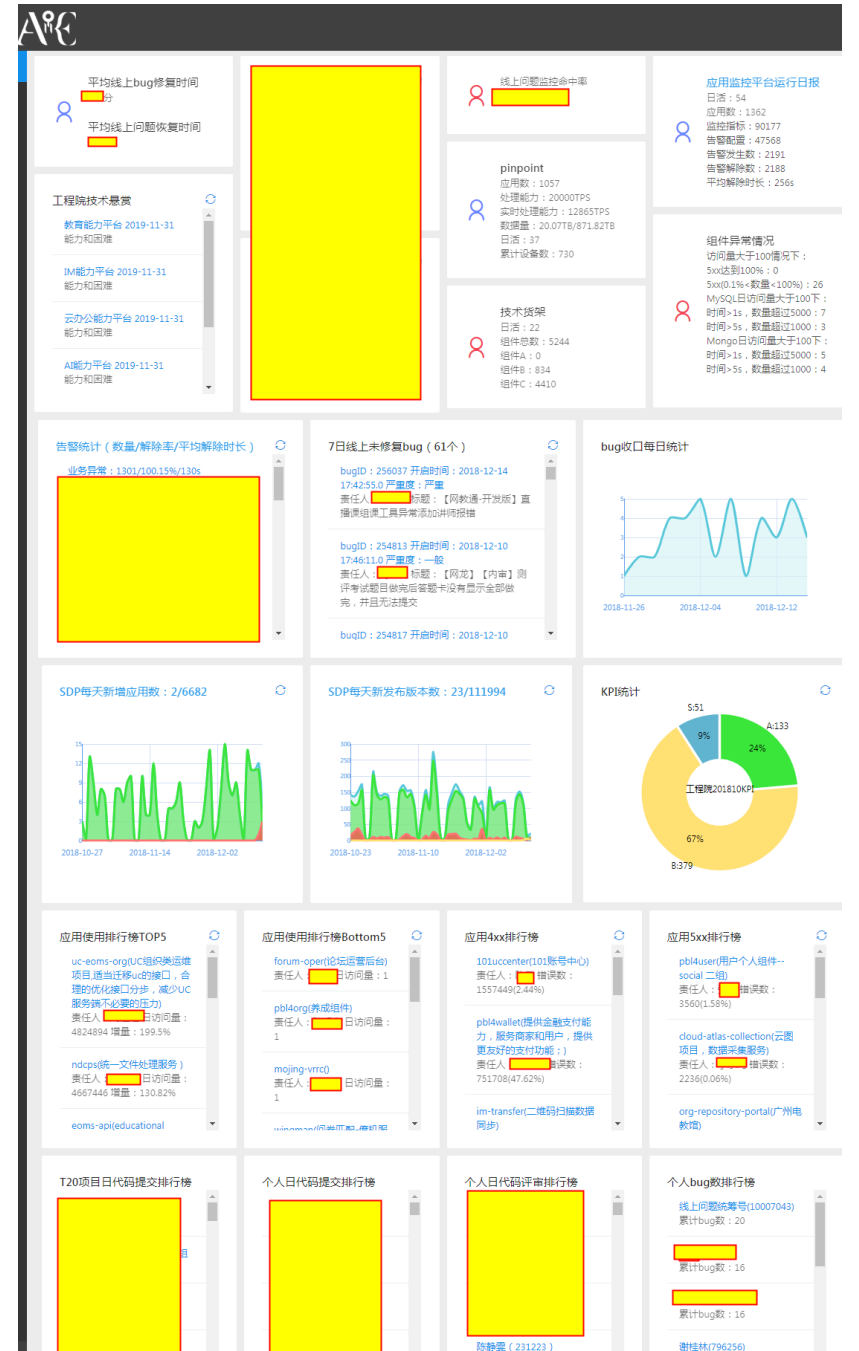 AME
平均线上bug修复时间
分
平均线上问题恢复时间
线上问题监控命中率
应用监控平台运行日报
日活：54
应用数：1362
监控指标：90177
告警配置：47568
告警发生数：2191
告警解除数：2188
平均解除时长：256s
工程院技术悬赏
教育能力平台 2019-11-31
能力和困难
IM能力平台 2019-11-31
能力和困难
云办公能力平台 2019-11-31
能力和困难
AI能力平台 2019-11-31
能力和困难
pinpoint
应用数：1057
处理能力：20000TPS
实时处理能力：12865TPS
数据量：20.07TB/871.82TB
日活：37
累计设备数：730
技术货架
日活：22
组件总数：5244
组件A：0
组件B：834
组件C：4410
组件异常情况
访问量大于100情况下：
5xx达到100%：0
5xx(0.1%<数量<100%)：26
MySQL日访问量大于100下：
时间>1s，数量超过5000：7
时间>5s，数量超过1000：3
Mongo日访问量大于100下：
时间>1s，数量超过5000：5
时间>5s，数量超过1000：4
告警统计（数量/解除率/平均解除时长）
业务异常：1301/100.15%/130s
7日线上未修复bug（61个）
bugID：256037 开启时间：2018-12-14
17:42:55.0 严重度：严重
责任人 标题：【网教通-开发版】直
播课组课工具异常添加讲师报错
bugID：254813 开启时间：2018-12-10
17:46:11.0 严重度：一般
责任人： 标题：【网龙】【内审】测
评考试题目做完后答题卡没有显示全部做
完，并且无法提交
bugID：254817 开启时间：2018-12-10
bug收口每日统计
5
4
3
2
1
0
2018-11-26 2018-12-04 2018-12-12
SDP每天新增应用数：2/6682
15
12
9
6
3
0
2018-10-27 2018-11-14 2018-12-02
SDP每天新发布版本数：23/111994
300
250
200
150
100
50
0
2018-10-23 2018-11-10 2018-12-02
KPI统计
S:51
A:133
9%
24%
工程院201810KPI
67%
B:379
应用使用排行榜TOP5
uc-eoms-org(UC组织类运维
项目,适当迁移uc的接口，合
理的优化接口分步，减少UC
服务端不必要的压力)
责任人 日访问量：
4824894 增量：199.5%
ndcps(统一文件处理服务)
责任人： 日访问量：
4667446 增量：130.82%
eoms-api(educational
应用使用排行榜Bottom5
forum-oper(论坛运营后台)
责任人： 日访问量：1
pbl4org(养成组件)
责任人： 日访问量：
1
mojing-vrrc()
责任人： 日访问量：
1
应用4xx排行榜
101uccenter(101账号中心)
责任人： 错误数：
1557449(2.44%)
pbl4wallet(提供金融支付能
力，服务商家和用户，提供
更友好的支付功能；)
责任人 错误数：
751708(47.62%)
im-transfer(二维码扫描数据
同步)
应用5xx排行榜
pbl4user(用户个人组件--
social 二组)
责任人： 错误数：
3560(1.58%)
cloud-atlas-collection(云图
项目，数据采集服务)
责任人： 错误数：
2236(0.06%)
org-repository-portal(广州电
教馆)
T20项目日代码提交排行榜
组
个人日代码提交排行榜
个人日代码评审排行榜
陈静雯（231223）
个人bug数排行榜
线上问题统筹号(10007043)
累计bug数：20
累计bug数：16
累计bug数：16
谢桂林(796256)